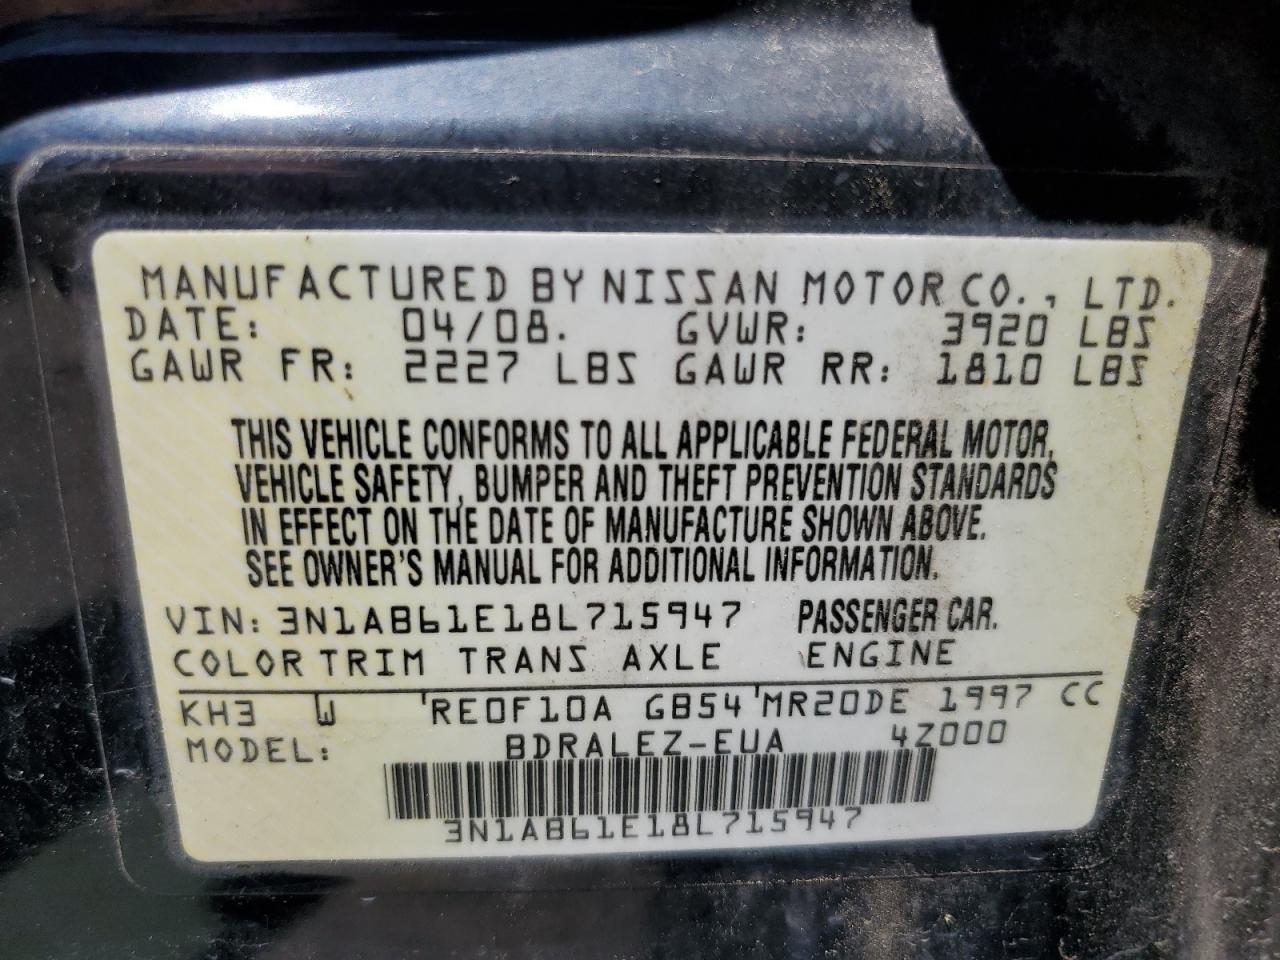 MANUFACTURED BY NISSAN MOTOR CO., LTD.
DATE: 04/08. GVWR: 3920 LBS
GAWR FR: 2227 LBS GAWR RR: 1810 LBS
THIS VEHICLE CONFORMS TO ALL APPLICABLE FEDERAL MOTOR,
VEHICLE SAFETY, BUMPER AND THEFT PREVENTION STANDARDS
IN EFFECT ON THE DATE OF MANUFACTURE SHOWN ABOVE.
SEE OWNER'S MANUAL FOR ADDITIONAL INFORMATION.
VIN: 3N1AB61E18L715947 PASSENGER CAR.
COLOR TRIM TRANS AXLE ENGINE
KH3 W RE0F10A GB54 MR20DE 1997 CC
MODEL: BDRALEZ-EUA 4Z000
3N1AB61E18L715947